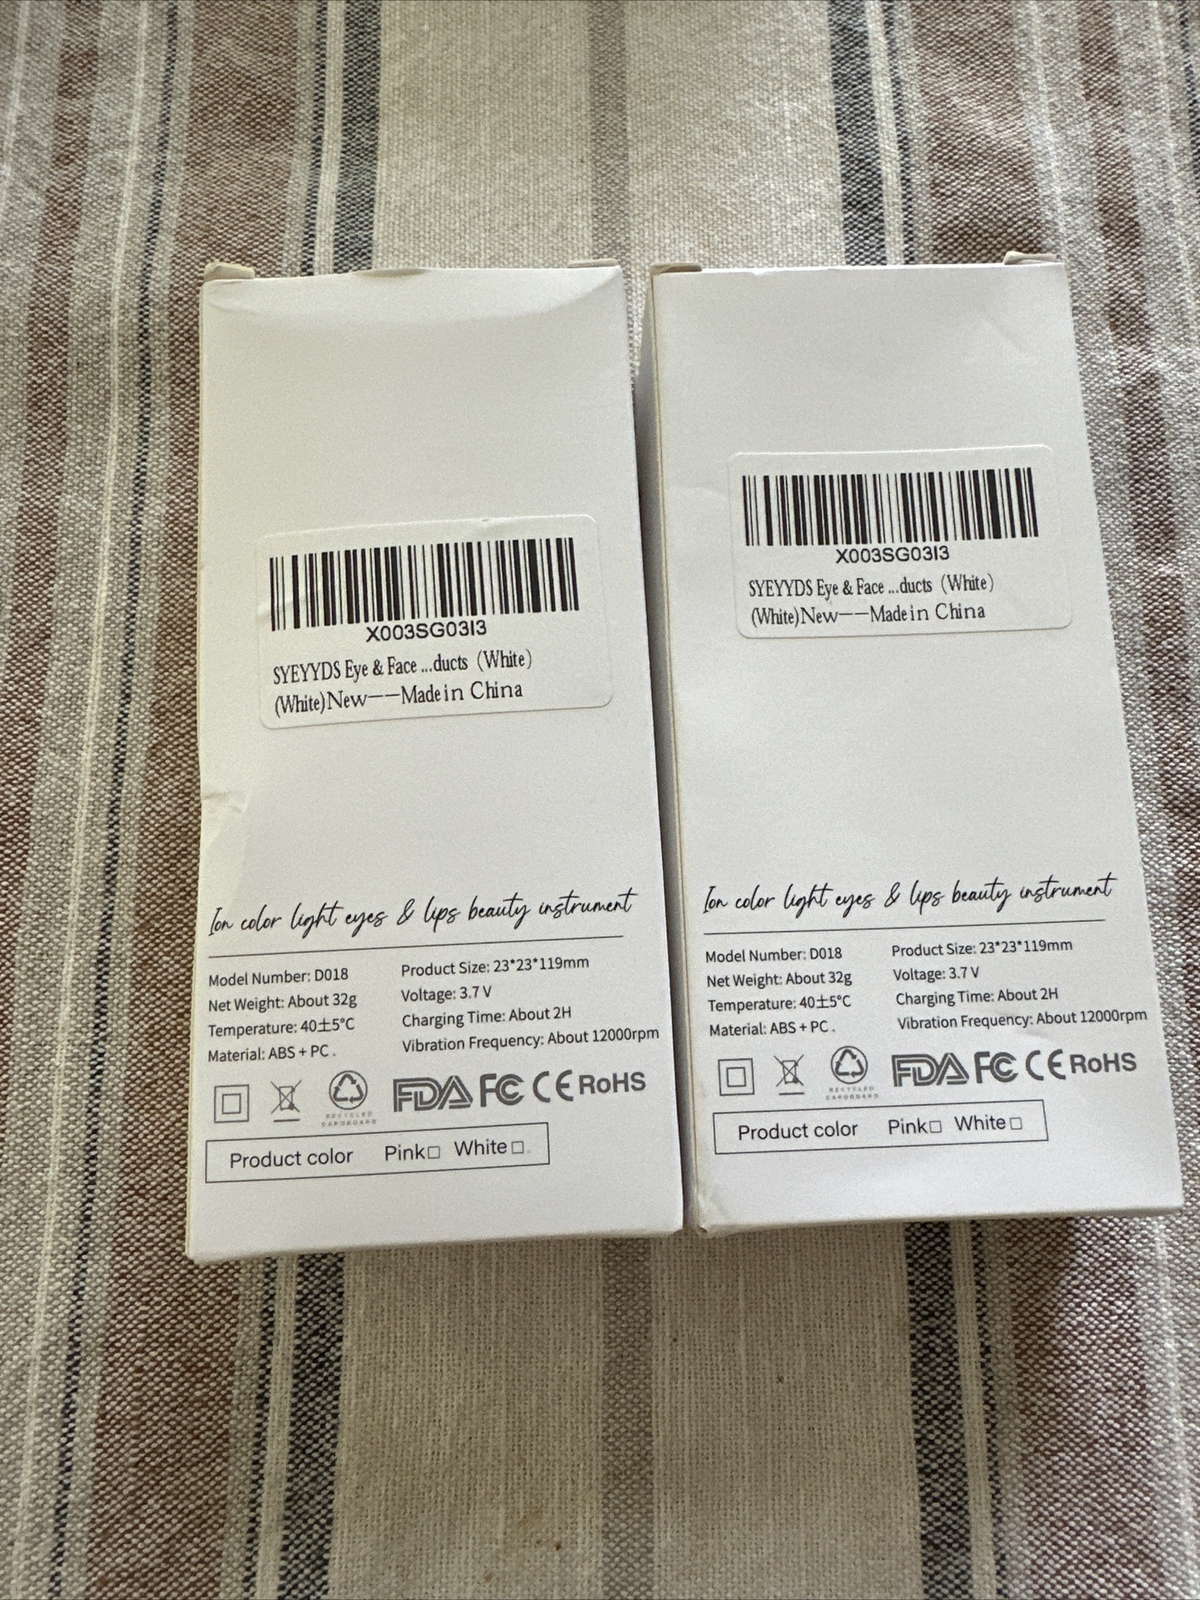 X003SG03I3
SYEYYDS Eye & Face ...ducts (White)
(White)New——Made in China
Ion color light eyes & lips beauty instrument
Model Number: D018
Net Weight: About 32g
Temperature: 40±5°C
Material: ABS + PC .
Product Size: 23*23*119mm
Voltage: 3.7 V
Charging Time: About 2H
Vibration Frequency: About 12000rpm
RECYCLED
CARDBOARD
FDA FC CE RoHS
Product color Pink□ White□
X003SG03I3
SYEYYDS Eye & Face ...ducts (White)
(White)New——Made in China
Ion color light eyes & lips beauty instrument
Model Number: D018
Net Weight: About 32g
Temperature: 40±5°C
Material: ABS + PC .
Product Size: 23*23*119mm
Voltage: 3.7 V
Charging Time: About 2H
Vibration Frequency: About 12000rpm
RECYCLED
CARDBOARD
FDA FC CE RoHS
Product color Pink□ White□